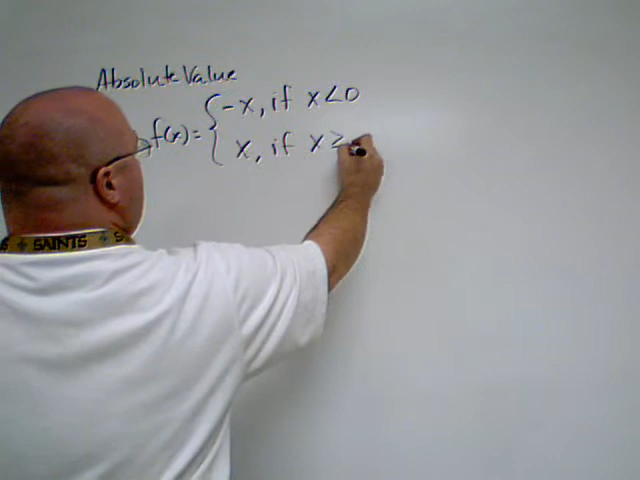 Absolute Value
f(x) = { -x, if x<0
x, if x≥
SAINTS